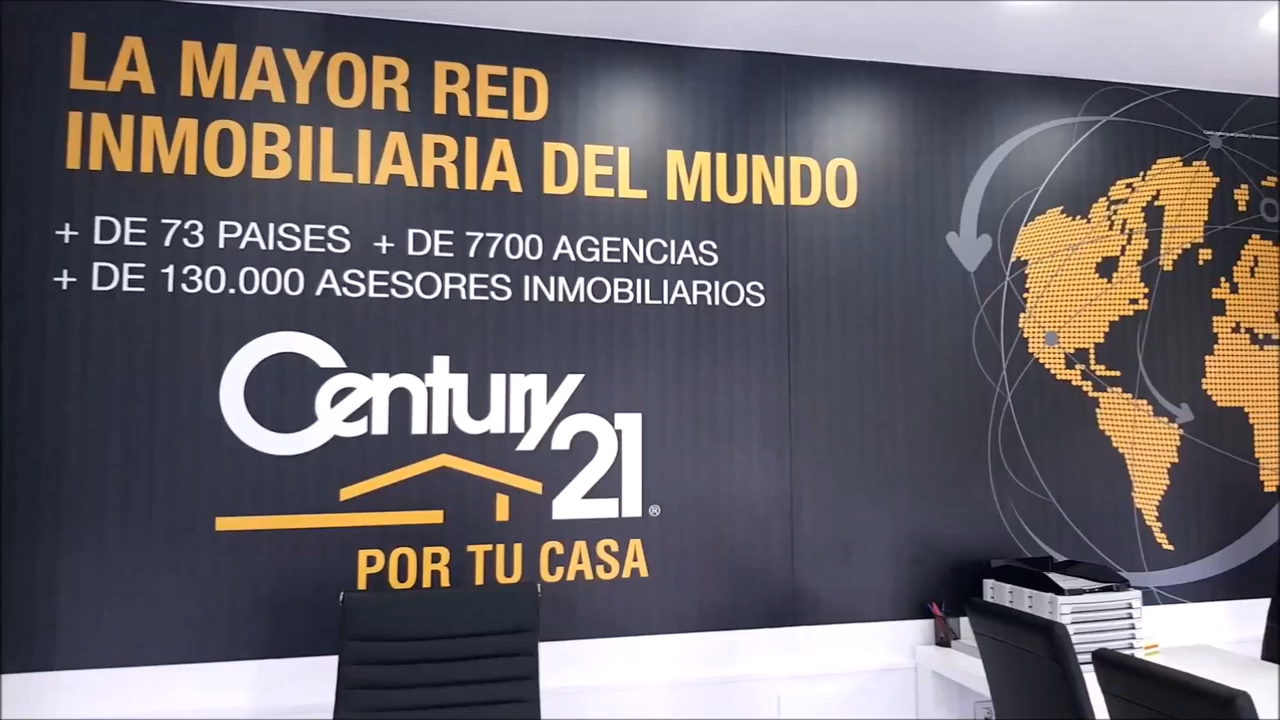 LA MAYOR RED
INMOBILIARIA DEL MUNDO
+ DE 73 PAISES + DE 7700 AGENCIAS
+ DE 130.000 ASESORES INMOBILIARIOS
Century
21®
POR TU CASA